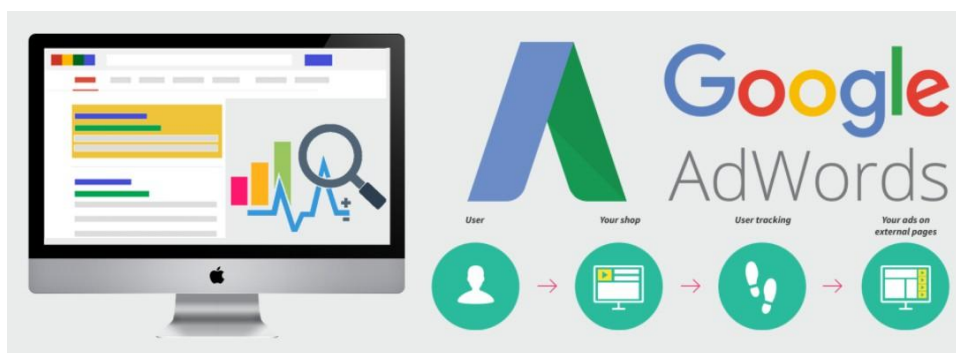 Google
AdWords
User
Your shop
User tracking
Your ads on
external pages